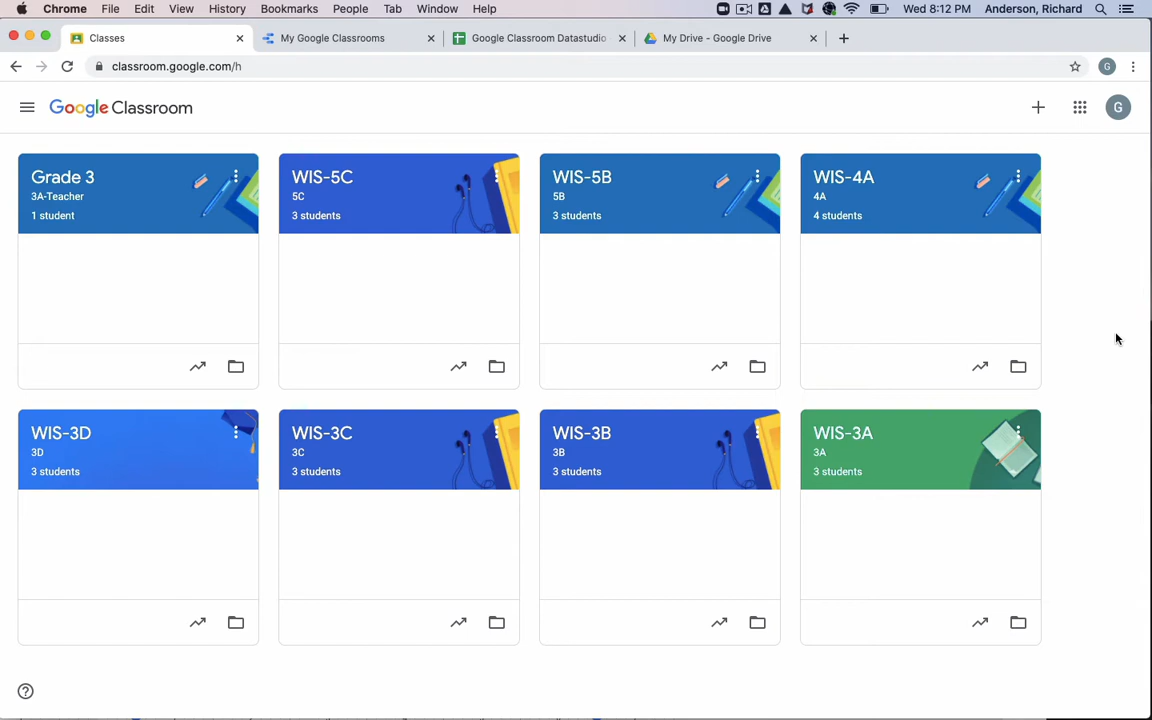 Chrome File Edit View History Bookmarks People Tab Window Help Wed 8:12 PM Anderson, Richard
Classes My Google Classrooms Google Classroom Datastudio My Drive - Google Drive
classroom.google.com/h G
Google Classroom G
Grade 3 WIS-5C WIS-5B WIS-4A
3A-Teacher 5C 5B 4A
1 student 3 students 3 students 4 students
WIS-3D WIS-3C WIS-3B WIS-3A
3D 3C 3B 3A
3 students 3 students 3 students 3 students